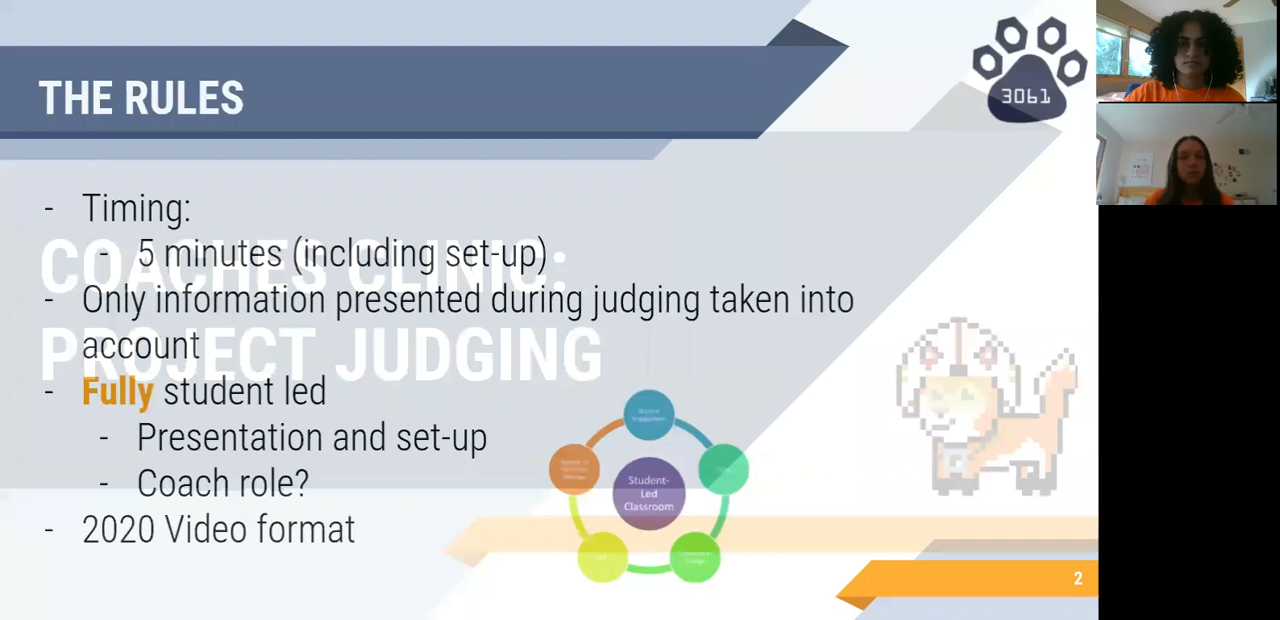 THE RULES
3061
- Timing:
- 5 minutes (including set-up)
- Only information presented during judging taken into
account
- Fully student led
- Presentation and set-up
- Coach role?
- 2020 Video format
COACHES CLINIC:
PROJECT JUDGING
Student-
Led
Classroom
2